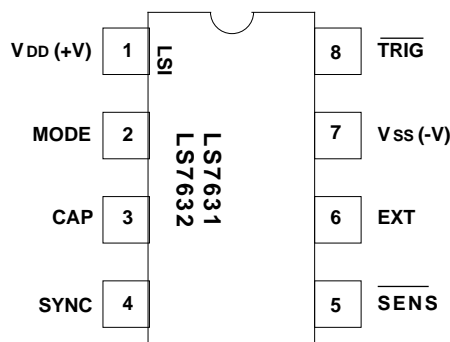 VDD (+V) 1 8 TRIG
LSI
MODE 2 7 VSS (-V)
LS7631
LS7632
CAP 3 6 EXT
SYNC 4 5 SENS